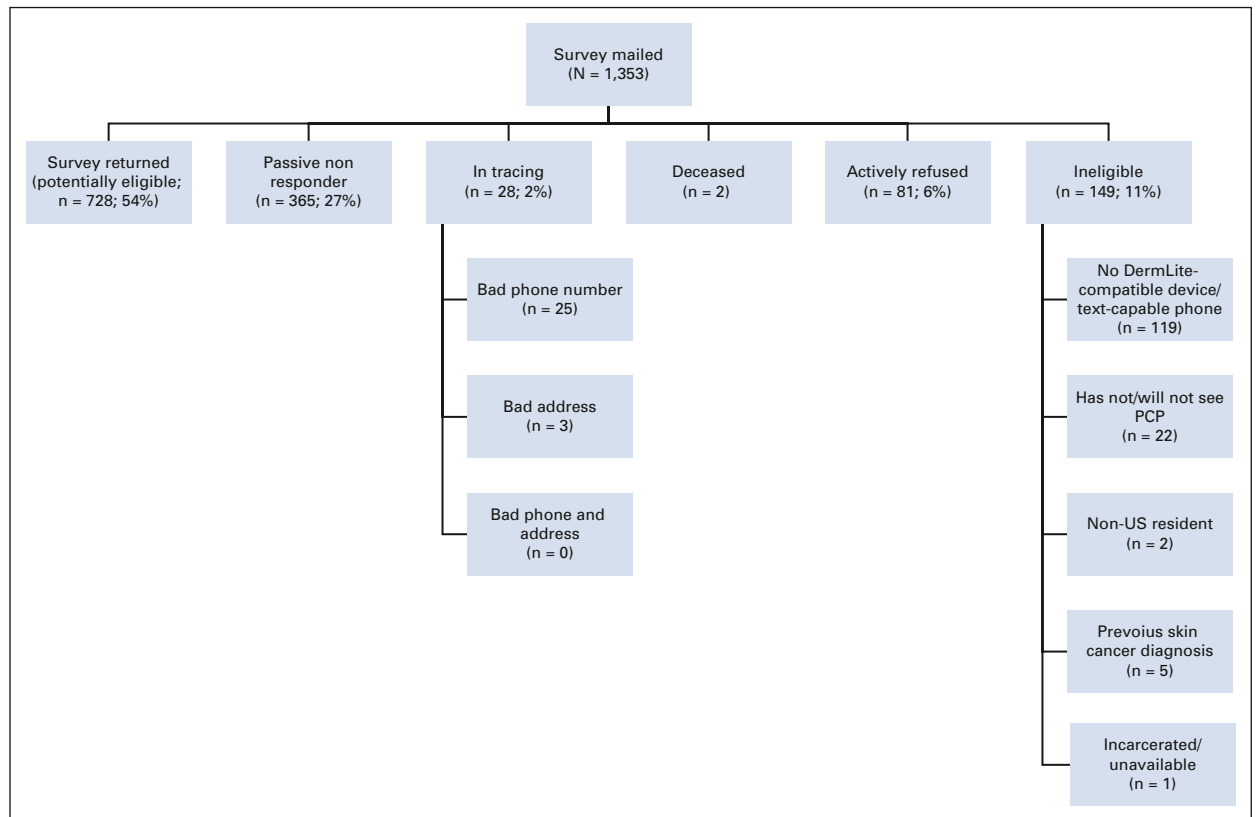 Survey mailed
(N = 1,353)
Survey returned
(potentially eligible;
n = 728; 54%)
Passive non
responder
(n = 365; 27%)
In tracing
(n = 28; 2%)
Deceased
(n = 2)
Actively refused
(n = 81; 6%)
Ineligible
(n = 149; 11%)
Bad phone number
(n = 25)
Bad address
(n = 3)
Bad phone and
address
(n = 0)
No DermLite-
compatible device/
text-capable phone
(n = 119)
Has not/will not see
PCP
(n = 22)
Non-US resident
(n = 2)
Prevoius skin
cancer diagnosis
(n = 5)
Incarcerated/
unavailable
(n = 1)